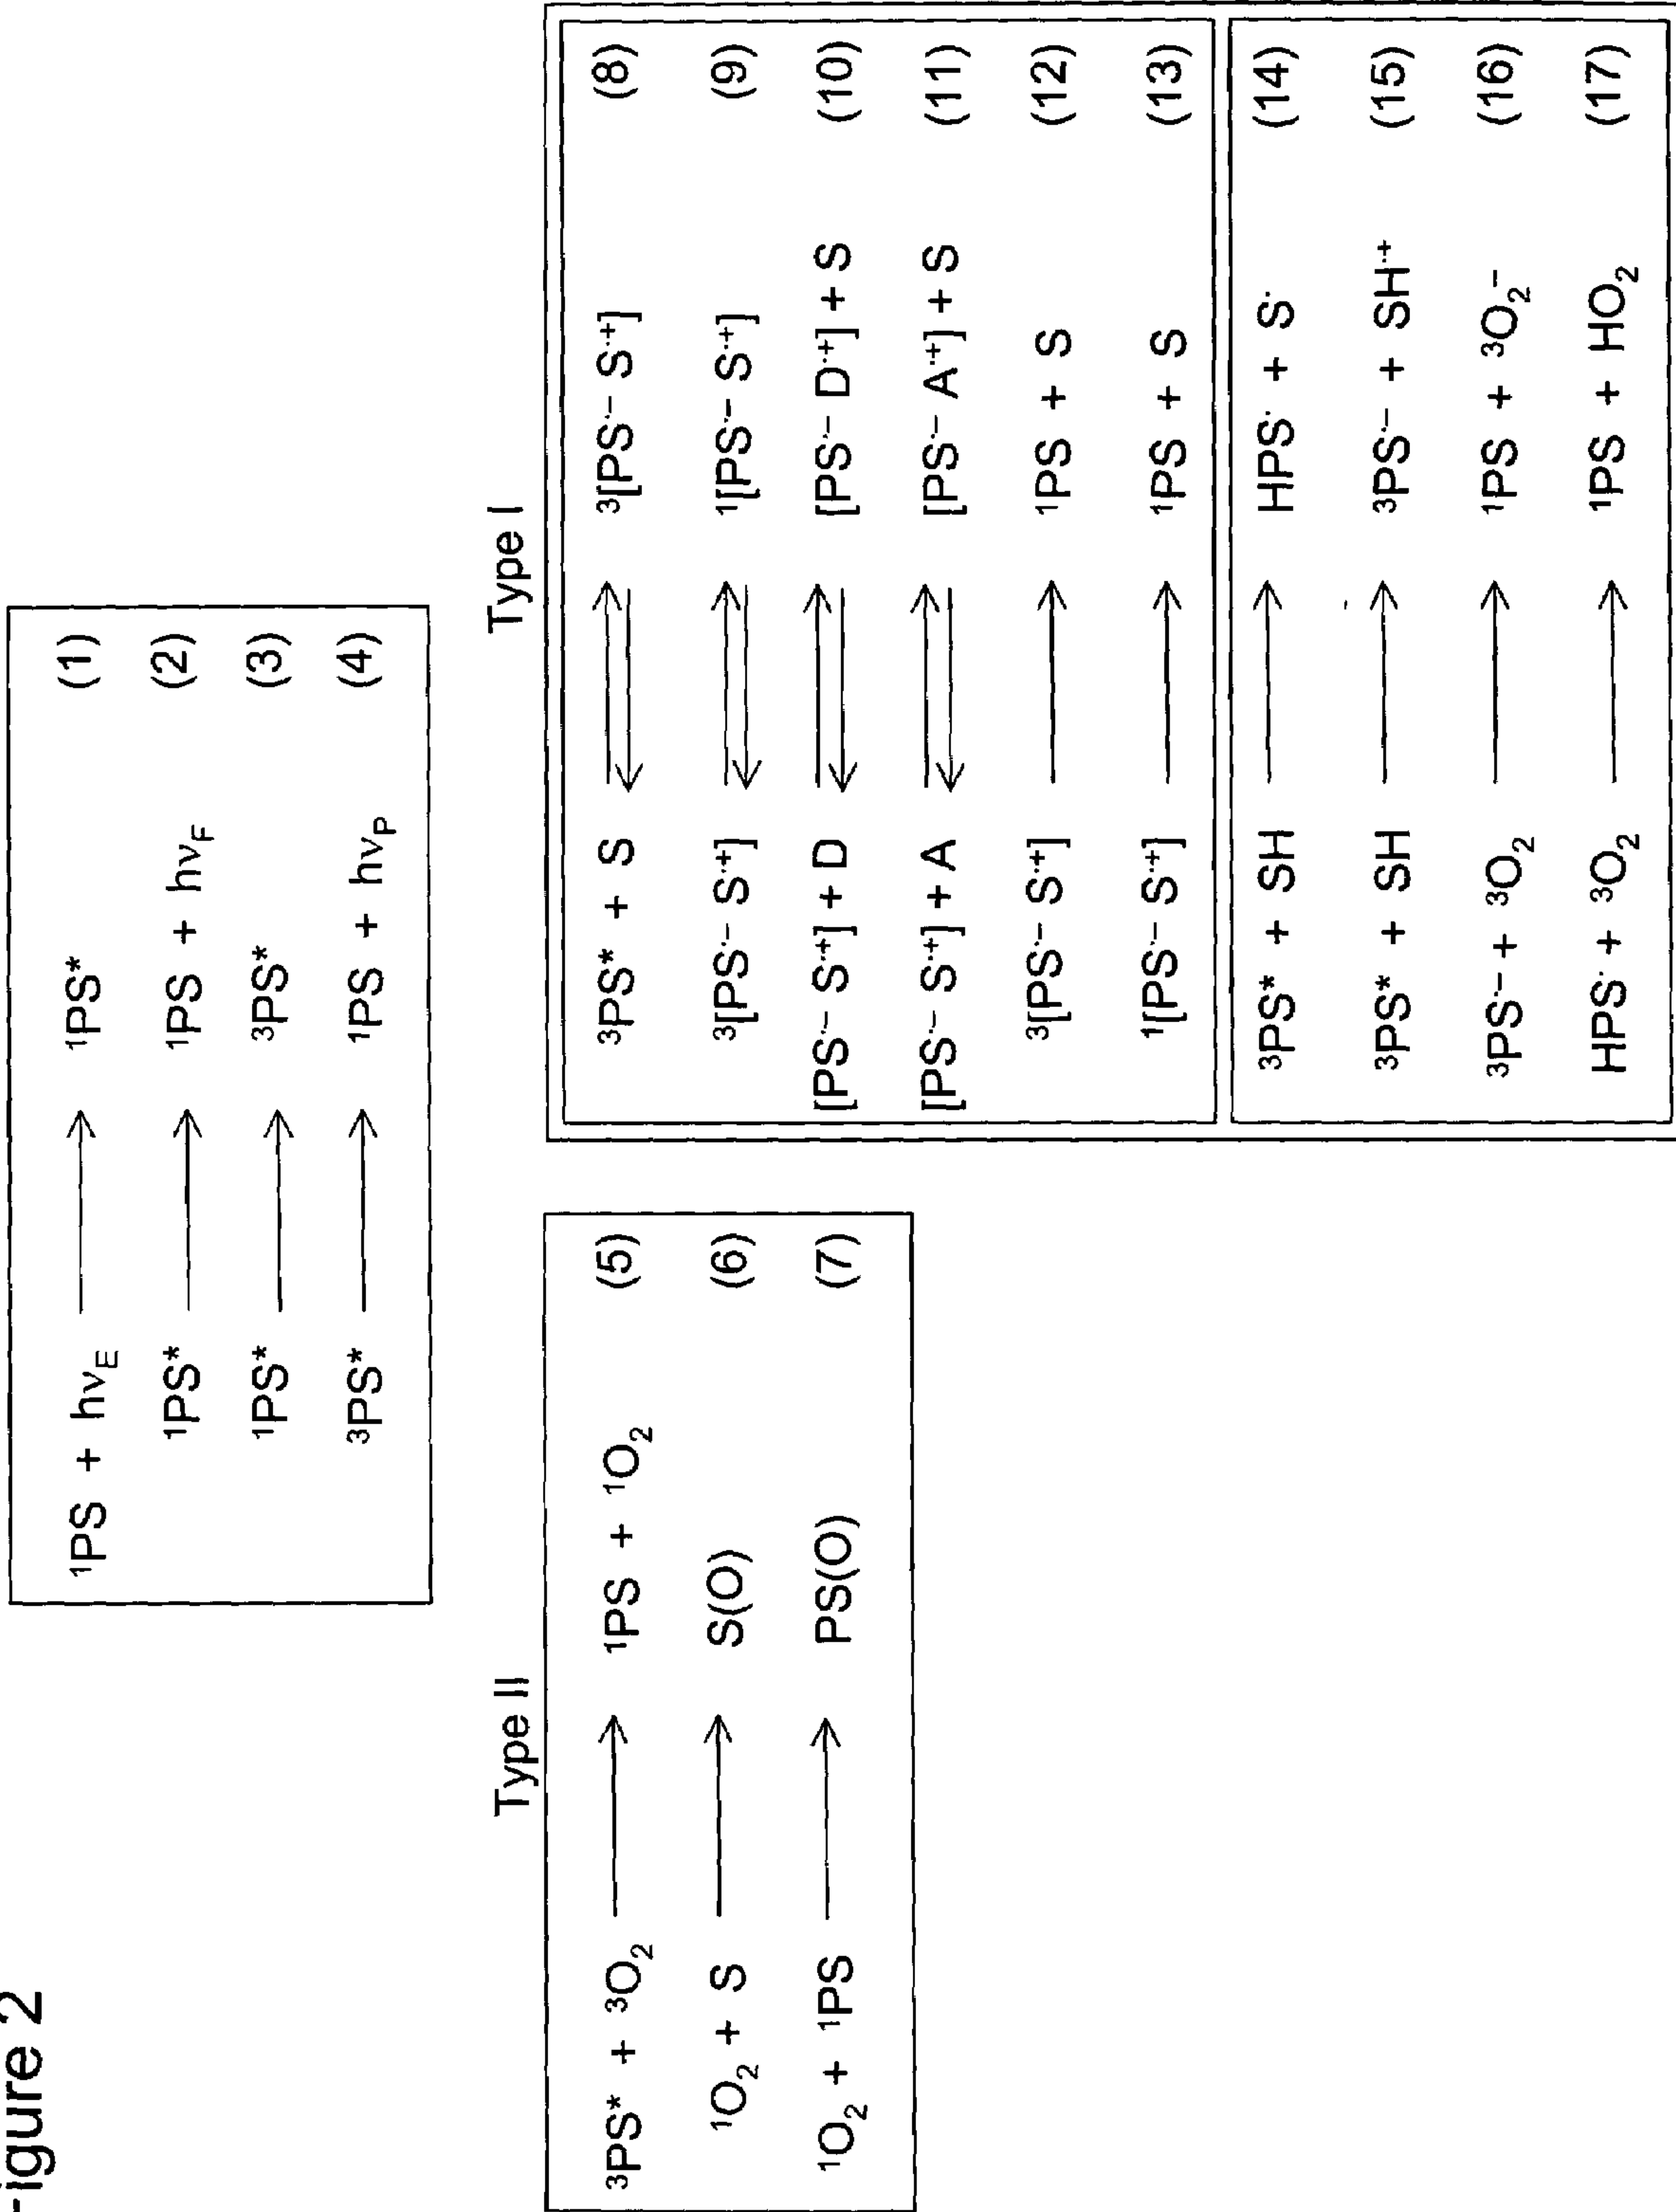 Figure 2
¹PS + hνE ⟶ ¹PS* (1)
¹PS* ⟶ ¹PS + hνF (2)
¹PS* ⟶ ³PS* (3)
³PS* ⟶ ¹PS + hνP (4)
Type II
³PS* + ³O₂ ⟶ ¹PS + ¹O₂ (5)
¹O₂ + S ⟶ S(O) (6)
¹O₂ + ¹PS ⟶ PS(O) (7)
Type I
³PS* + S ⇄ ³[PS·– S·+] (8)
³[PS·– S·+] ⇄ ¹[PS·– S·+] (9)
[PS·– S·+] + D ⇄ [PS·– D·+] + S (10)
[PS·– S·+] + A ⇄ [PS·– A·+] + S (11)
³[PS·– S·+] ⟶ ¹PS + S (12)
¹[PS·– S·+] ⟶ ¹PS + S (13)
³PS* + SH ⟶ HPS· + S· (14)
³PS* + SH ⟶ ³PS·– + SH·+ (15)
³PS·– + ³O₂ ⟶ ¹PS + ³O₂·– (16)
HPS· + ³O₂ ⟶ ¹PS + HO₂ (17)